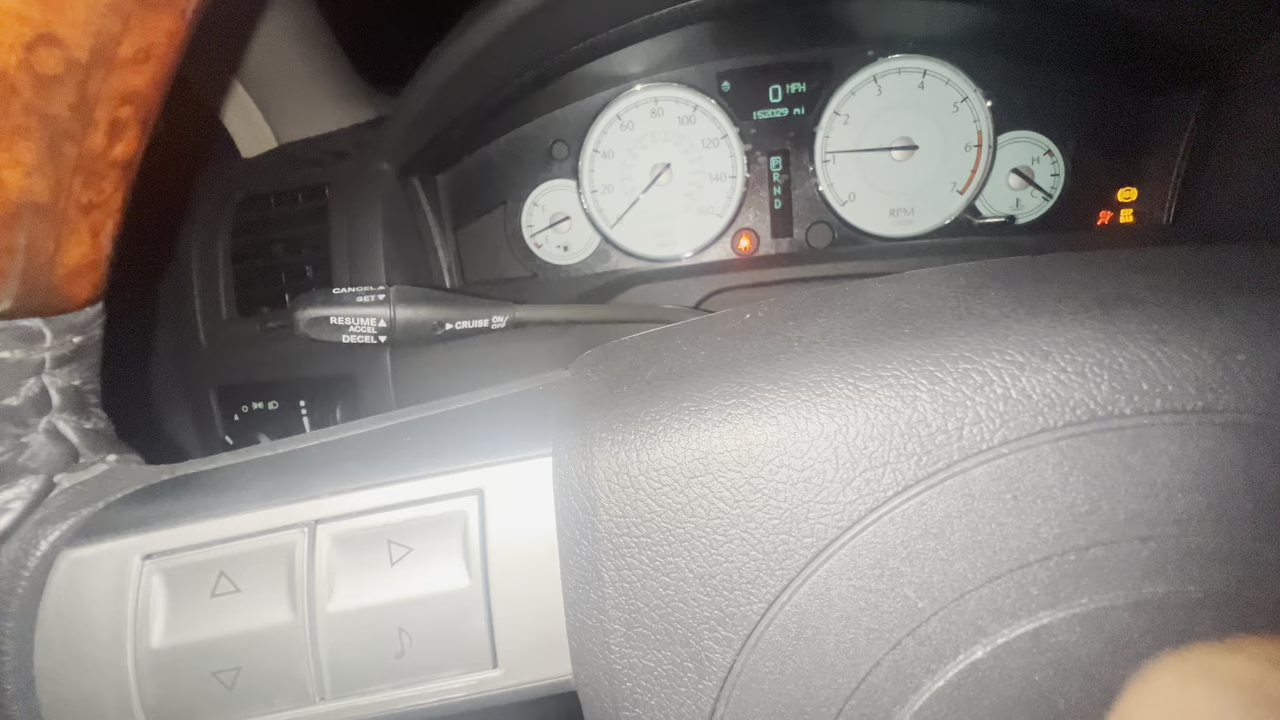 0 MPH
152029 mi
20
40
60
80
100
120
140
160
P
R
N
D
0
1
2
3
4
5
6
7
RPM
H
C
CANCEL
SET
RESUME
ACCEL
DECEL
CRUISE ON/OFF
A O